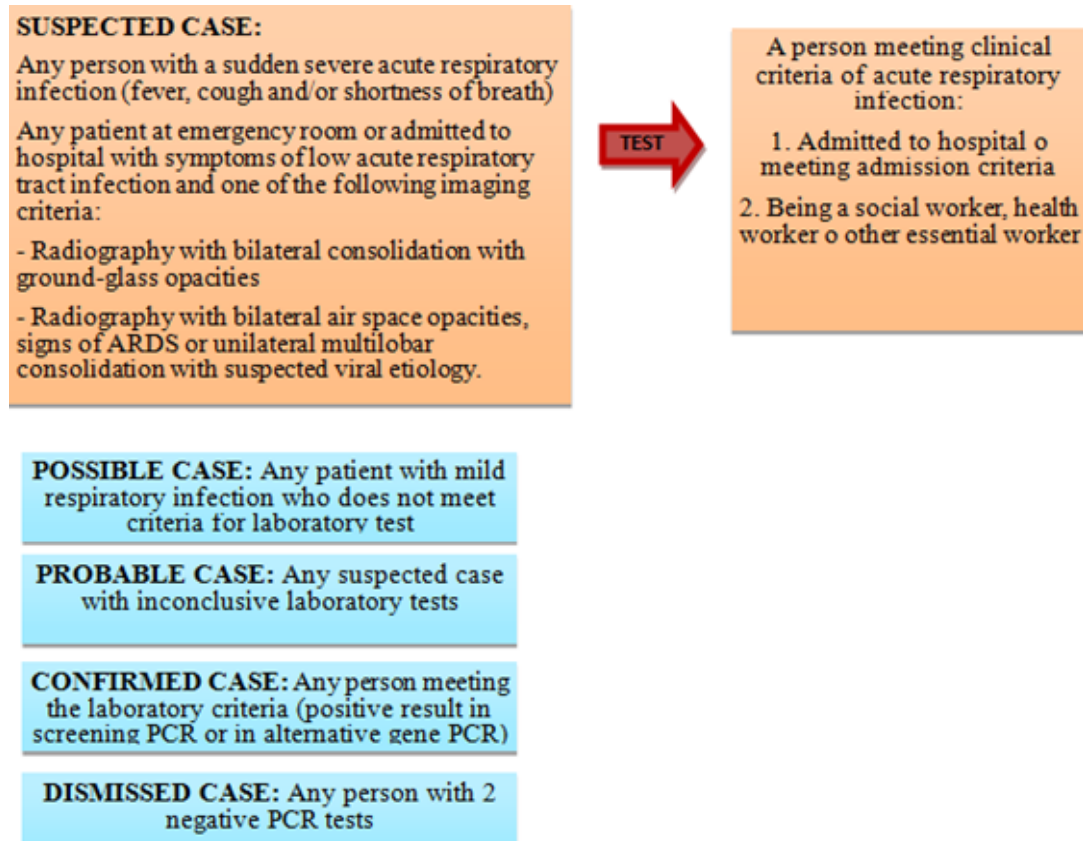 SUSPECTED CASE:
Any person with a sudden severe acute respiratory
infection (fever, cough and/or shortness of breath)
Any patient at emergency room or admitted to
hospital with symptoms of low acute respiratory
tract infection and one of the following imaging
criteria:
- Radiography with bilateral consolidation with
ground-glass opacities
- Radiography with bilateral air space opacities,
signs of ARDS or unilateral multilobar
consolidation with suspected viral etiology.
TEST
A person meeting clinical
criteria of acute respiratory
infection:
1. Admitted to hospital o
meeting admission criteria
2. Being a social worker, health
worker o other essential worker
POSSIBLE CASE: Any patient with mild
respiratory infection who does not meet
criteria for laboratory test
PROBABLE CASE: Any suspected case
with inconclusive laboratory tests
CONFIRMED CASE: Any person meeting
the laboratory criteria (positive result in
screening PCR or in alternative gene PCR)
DISMISSED CASE: Any person with 2
negative PCR tests